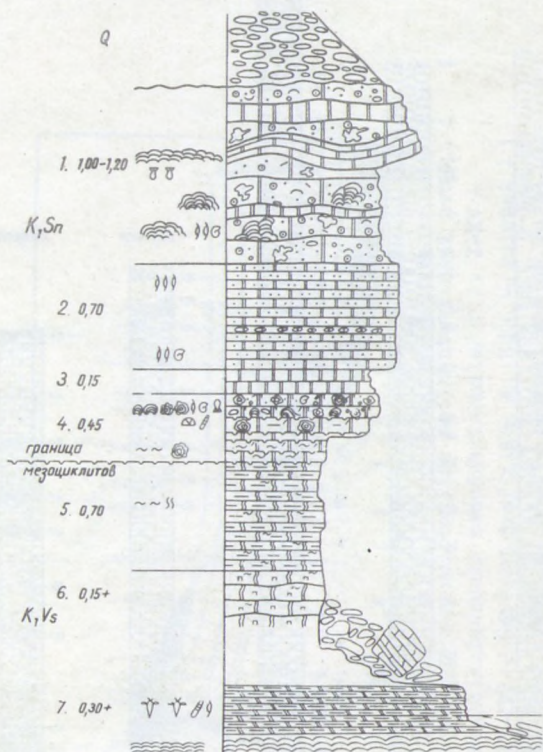 Q
1. 1,00-1,20
K₁Sn
2. 0,70
3. 0,15
4. 0,45
граница
мезоциклитов
5. 0,70
6. 0,15+
K₁Vs
7. 0,30+